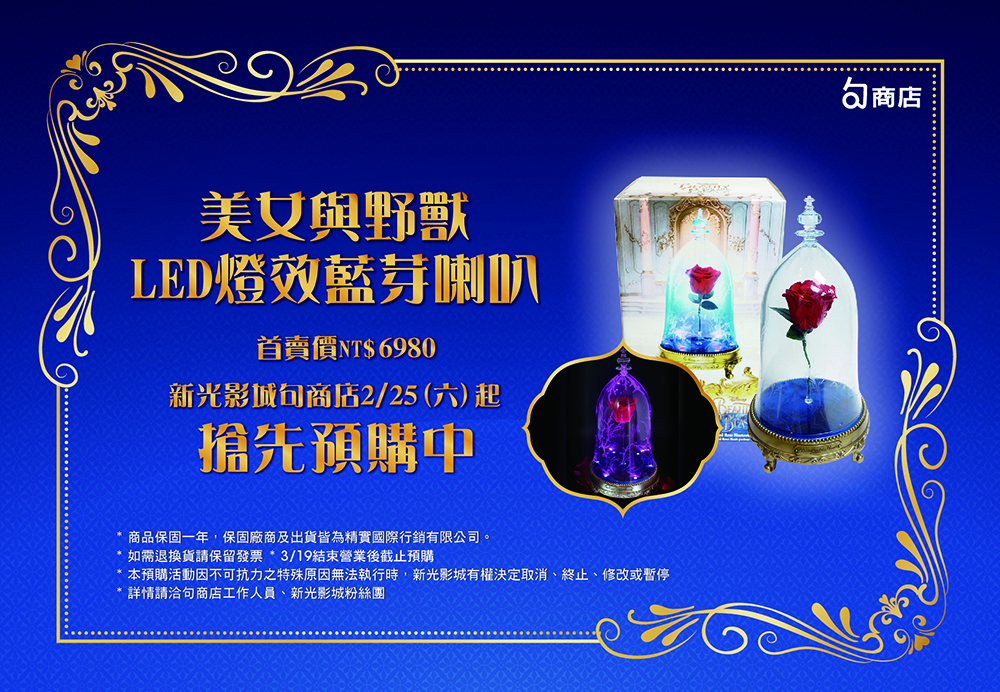 句商店
美女與野獸
LED燈效藍芽喇叭
首賣價NT$6980
新光影城句商店2/25(六)起
搶先預購中
* 商品保固一年，保固廠商及出貨皆為精實國際行銷有限公司。
* 如需退換貨請保留發票 * 3/19結束營業後截止預購
* 本預購活動因不可抗力之特殊原因無法執行時，新光影城有權決定取消、終止、修改或暫停
* 詳情請洽句商店工作人員、新光影城粉絲團